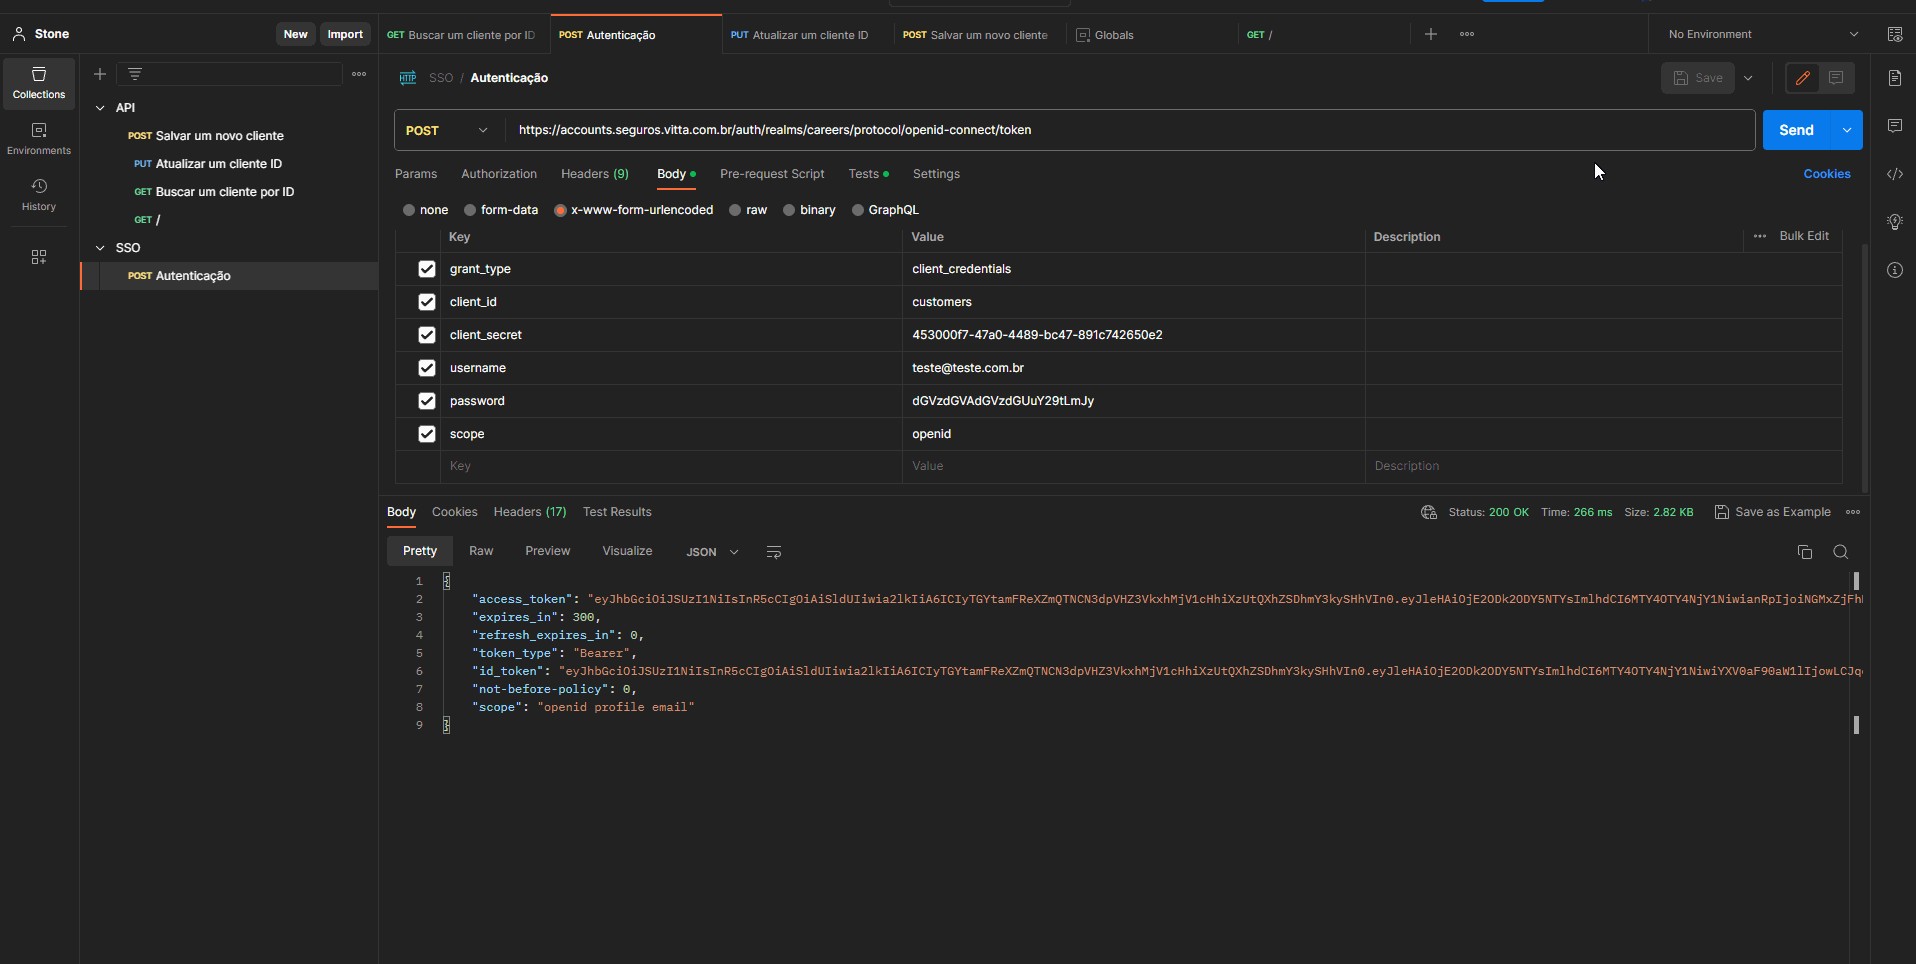 Stone
New
Import
GET Buscar um cliente por ID
POST Autenticação
PUT Atualizar um cliente ID
POST Salvar um novo cliente
Globals
GET /
No Environment
Collections
Environments
History
API
POST Salvar um novo cliente
PUT Atualizar um cliente ID
GET Buscar um cliente por ID
GET /
SSO
POST Autenticação
HTTP SSO / Autenticação
Save
POST
https://accounts.seguros.vitta.com.br/auth/realms/careers/protocol/openid-connect/token
Send
Params Authorization Headers (9) Body Pre-request Script Tests Settings
Cookies
none form-data x-www-form-urlencoded raw binary GraphQL
Key Value Description Bulk Edit
grant_type client_credentials
client_id customers
client_secret 453000f7-47a0-4489-bc47-891c742650e2
username teste@teste.com.br
password dGVzdGVAdGVzdGUuY29tLmJy
scope openid
Key Value Description
Body Cookies Headers (17) Test Results
Status: 200 OK Time: 266 ms Size: 2.82 KB
Save as Example
Pretty Raw Preview Visualize JSON
1 {
2 "access_token": "eyJhbGciOiJSUzI1NiIsInR5cCIgOiAiSldUIiwia2lkIiA6ICIyTGYtamFReXZmQTNCN3dpVHZ3VkxhMjV1cHhiXzUtQXhZSDhmY3kySHhVIn0.eyJleHAiOjE2ODk2ODY5NTYsImlhdCI6MTY4OTY4NjY1NiwianRpIjoiNGMxZjFh
3 "expires_in": 300,
4 "refresh_expires_in": 0,
5 "token_type": "Bearer",
6 "id_token": "eyJhbGciOiJSUzI1NiIsInR5cCIgOiAiSldUIiwia2lkIiA6ICIyTGYtamFReXZmQTNCN3dpVHZ3VkxhMjV1cHhiXzUtQXhZSDhmY3kySHhVIn0.eyJleHAiOjE2ODk2ODY5NTYsImlhdCI6MTY4OTY4NjY1NiwiYXV0aF90aW1lIjowLCJq
7 "not-before-policy": 0,
8 "scope": "openid profile email"
9 }